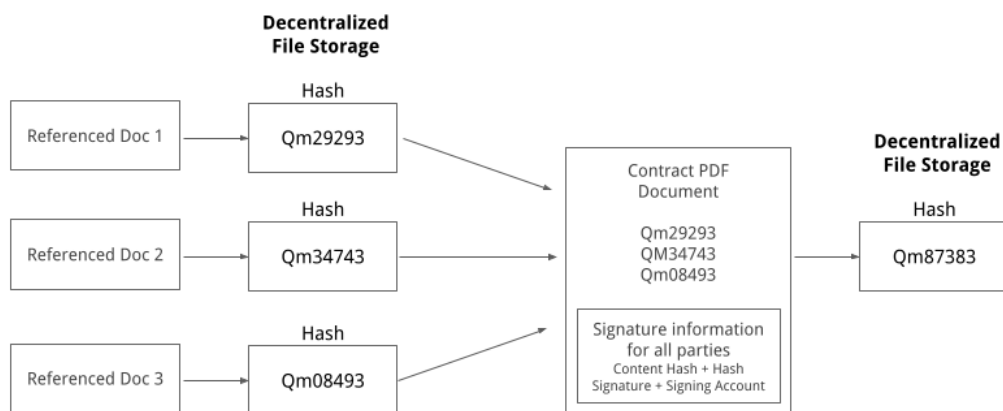 Decentralized
File Storage
Hash
Referenced Doc 1
Qm29293
Hash
Referenced Doc 2
Qm34743
Hash
Referenced Doc 3
Qm08493
Contract PDF
Document
Qm29293
QM34743
Qm08493
Signature information
for all parties
Content Hash + Hash
Signature + Signing Account
Decentralized
File Storage
Hash
Qm87383